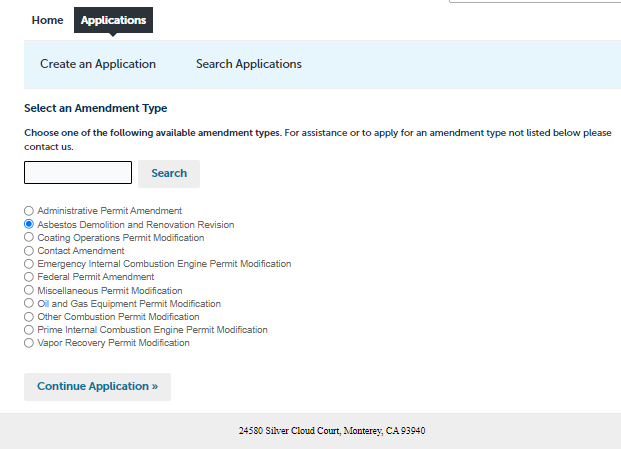 Home Applications
Create an Application Search Applications
Select an Amendment Type
Choose one of the following available amendment types. For assistance or to apply for an amendment type not listed below please
contact us.
Search
Administrative Permit Amendment
Asbestos Demolition and Renovation Revision
Coating Operations Permit Modification
Contact Amendment
Emergency Internal Combustion Engine Permit Modification
Federal Permit Amendment
Miscellaneous Permit Modification
Oil and Gas Equipment Permit Modification
Other Combustion Permit Modification
Prime Internal Combustion Engine Permit Modification
Vapor Recovery Permit Modification
Continue Application »
24580 Silver Cloud Court, Monterey, CA 93940